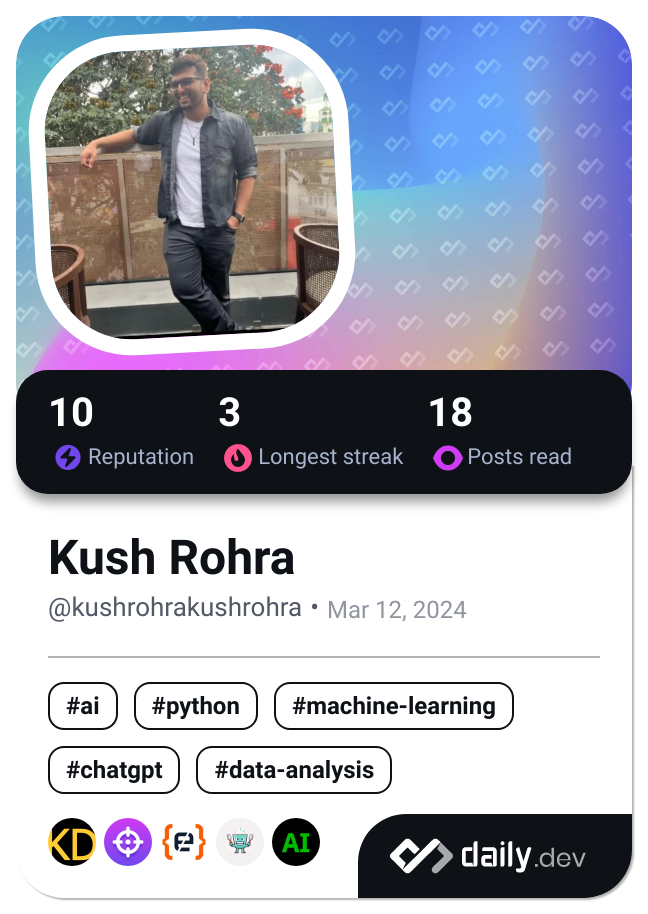 10 3 18
Reputation Longest streak Posts read
Kush Rohra
@kushrohrakushrohra • Mar 12, 2024
#ai #python #machine-learning
#chatgpt #data-analysis
KD AI
daily.dev